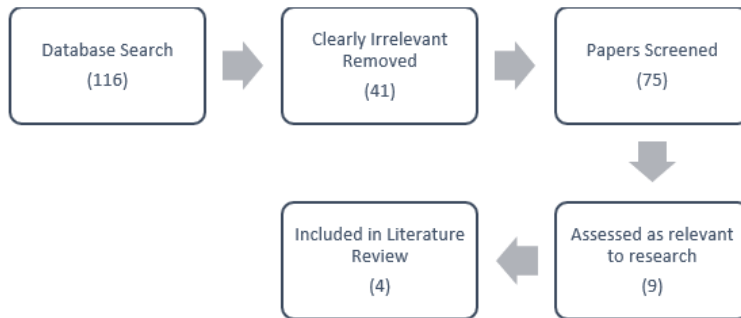 Database Search
(116)
Clearly Irrelevant
Removed
(41)
Papers Screened
(75)
Assessed as relevant
to research
(9)
Included in Literature
Review
(4)